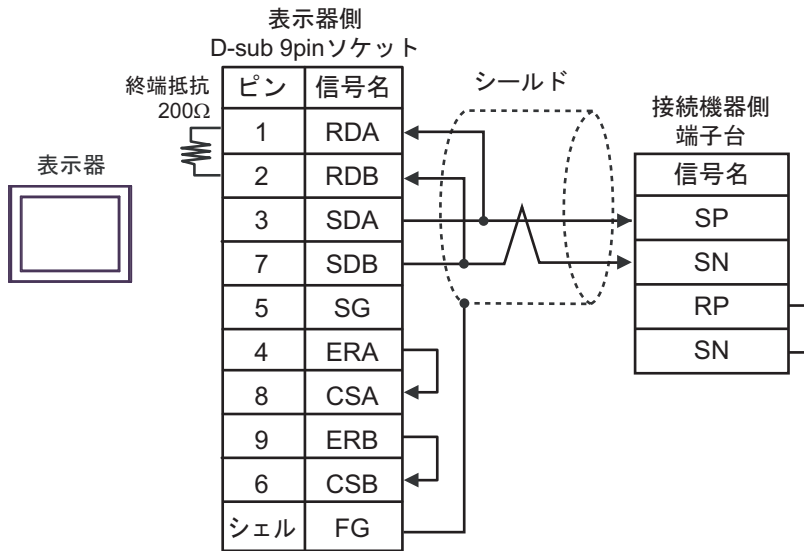 表示器側
D-sub 9pinソケット
終端抵抗
200Ω
表示器
ピン 信号名
1 RDA
2 RDB
3 SDA
7 SDB
5 SG
4 ERA
8 CSA
9 ERB
6 CSB
シェル FG
シールド
接続機器側
端子台
信号名
SP
SN
RP
SN